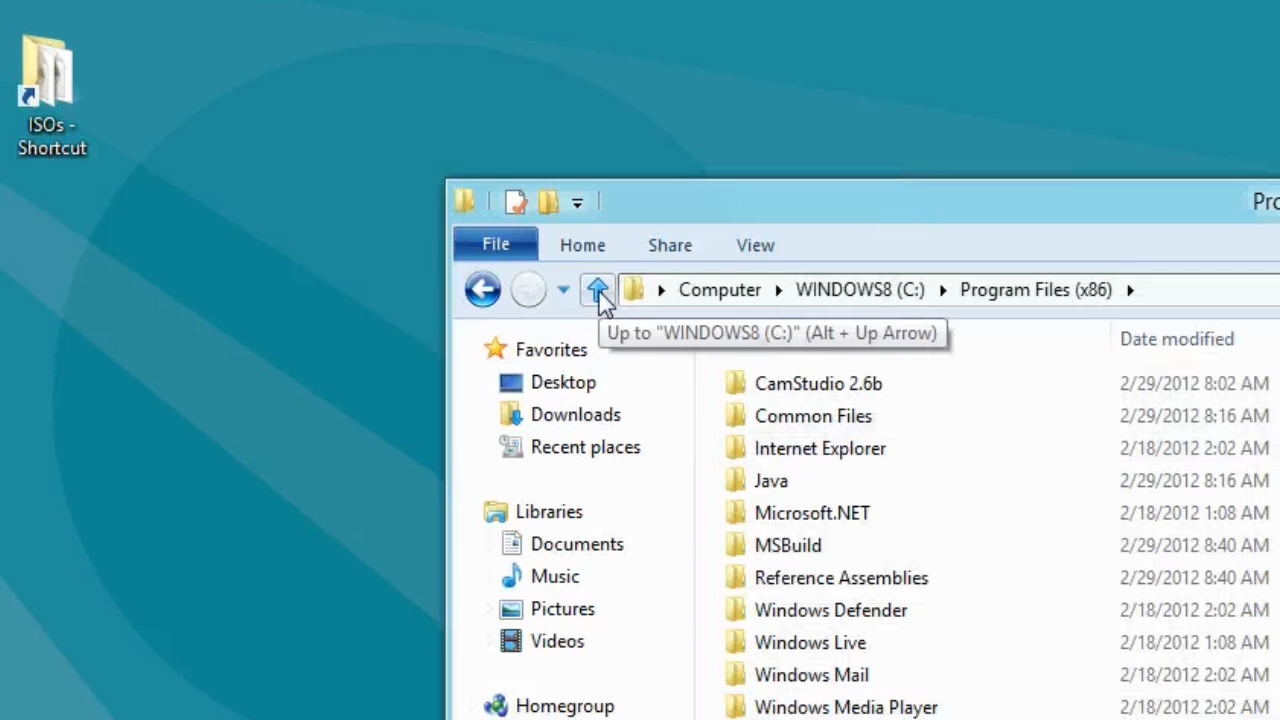 ISOs -
Shortcut
Pro
File Home Share View
Computer WINDOWS8 (C:) Program Files (x86)
Up to "WINDOWS8 (C:)" (Alt + Up Arrow)
Date modified
Favorites
Desktop
Downloads
Recent places
Libraries
Documents
Music
Pictures
Videos
Homegroup
CamStudio 2.6b 2/29/2012 8:02 AM
Common Files 2/29/2012 8:16 AM
Internet Explorer 2/18/2012 2:02 AM
Java 2/29/2012 8:16 AM
Microsoft.NET 2/18/2012 1:08 AM
MSBuild 2/29/2012 8:40 AM
Reference Assemblies 2/29/2012 8:40 AM
Windows Defender 2/18/2012 2:02 AM
Windows Live 2/18/2012 1:08 AM
Windows Mail 2/18/2012 2:02 AM
Windows Media Player 2/18/2012 2:02 AM